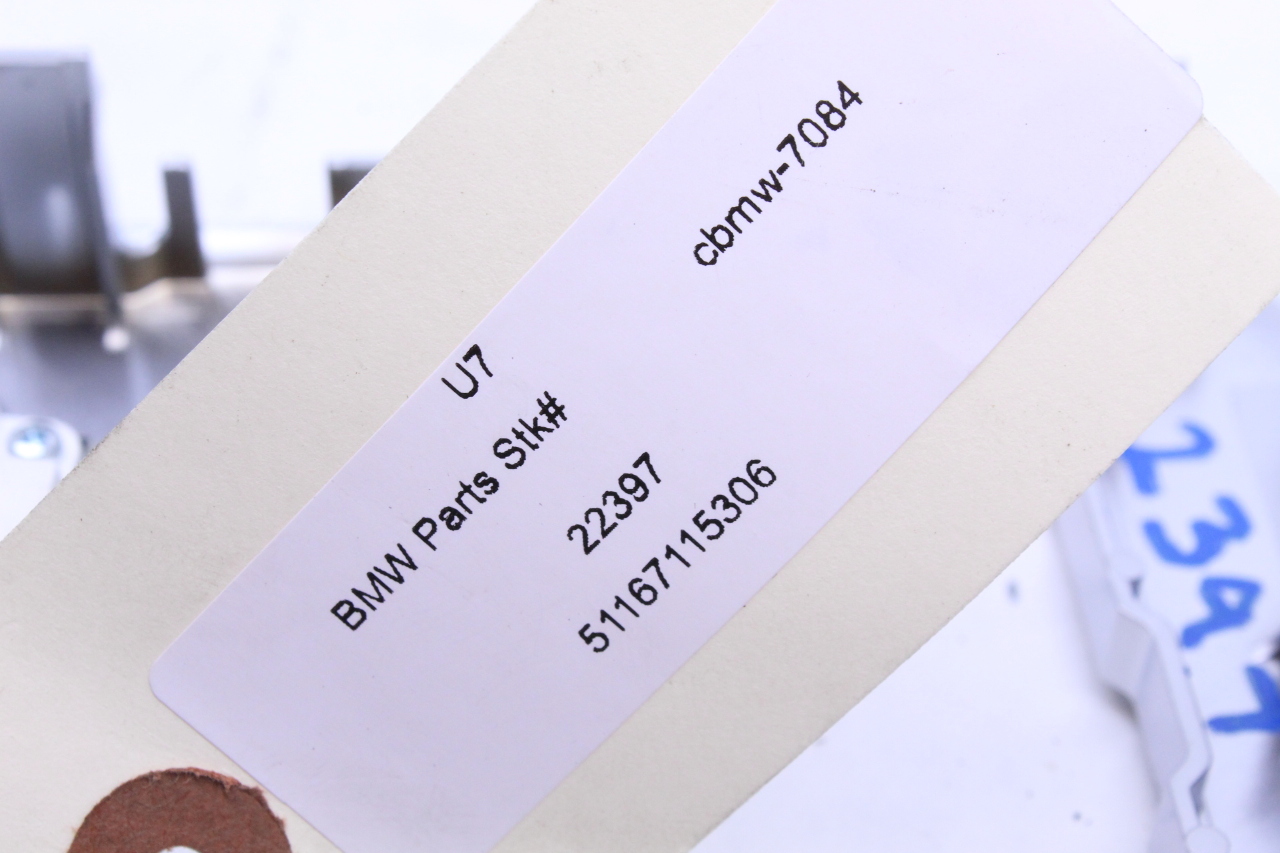 U7
cbmw-7084
BMW Parts Stk#
22397
51167115306
2397